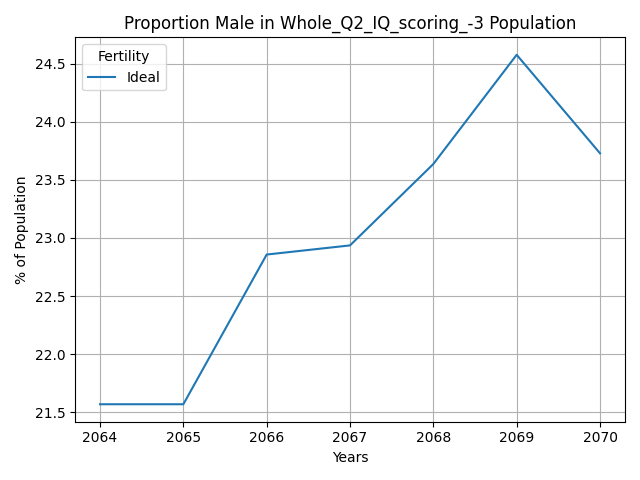 Proportion Male in Whole_Q2_IQ_scoring_-3 Population
Fertility
Ideal
% of Population
24.5
24.0
23.5
23.0
22.5
22.0
21.5
2064 2065 2066 2067 2068 2069 2070
Years